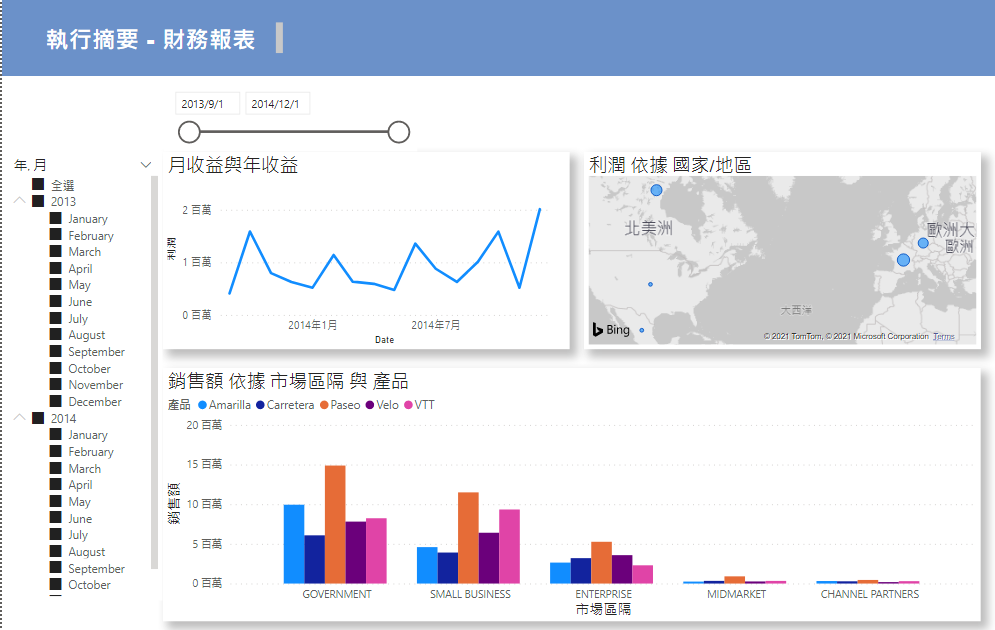 執行摘要 - 財務報表
2013/9/1
2014/12/1
年, 月
全選
2013
January
February
March
April
May
June
July
August
September
October
November
December
2014
January
February
March
April
May
June
July
August
September
October
月收益與年收益
利潤
2 百萬
1 百萬
0 百萬
2014年1月
2014年7月
Date
利潤 依據 國家/地區
北美洲
歐洲大
歐洲
大西洋
Bing
© 2021 TomTom, © 2021 Microsoft Corporation Terms
銷售額 依據 市場區隔 與 產品
產品 Amarilla Carretera Paseo Velo VTT
銷售額
20 百萬
15 百萬
10 百萬
5 百萬
0 百萬
GOVERNMENT
SMALL BUSINESS
ENTERPRISE
MIDMARKET
CHANNEL PARTNERS
市場區隔